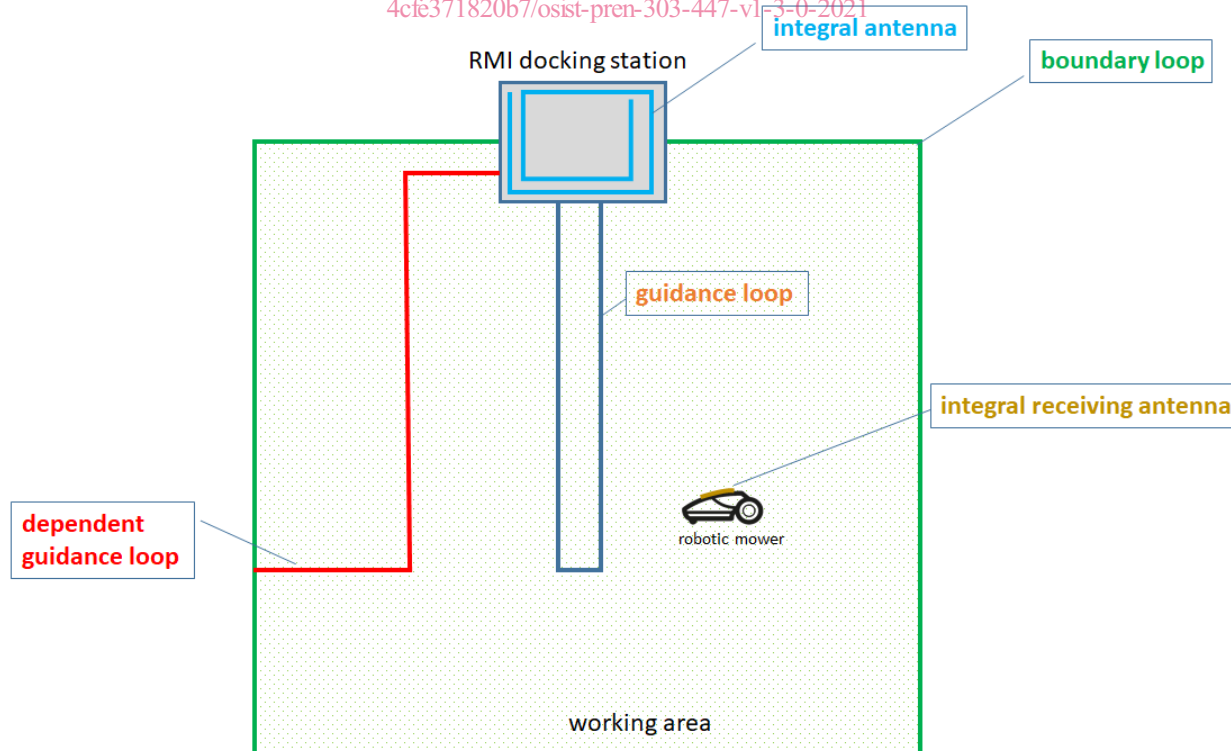 4cfe371820b7/osist-pren-303-447-v1-3-0-2021
integral antenna
RMI docking station
boundary loop
guidance loop
integral receiving antenna
dependent
guidance loop
robotic mower
working area